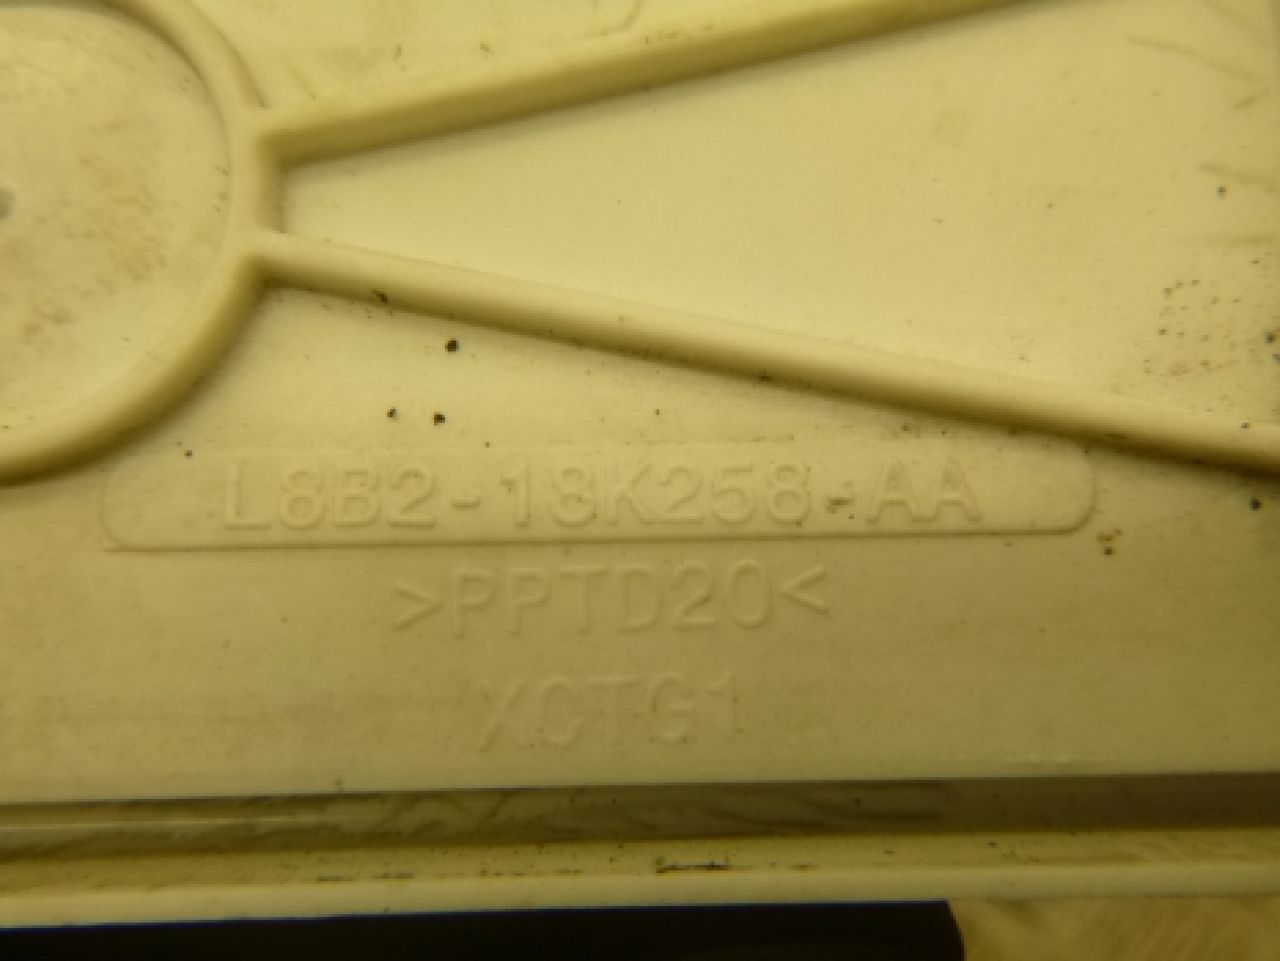 L8B2-18K258-AA
>PPTD20<
XCTG1